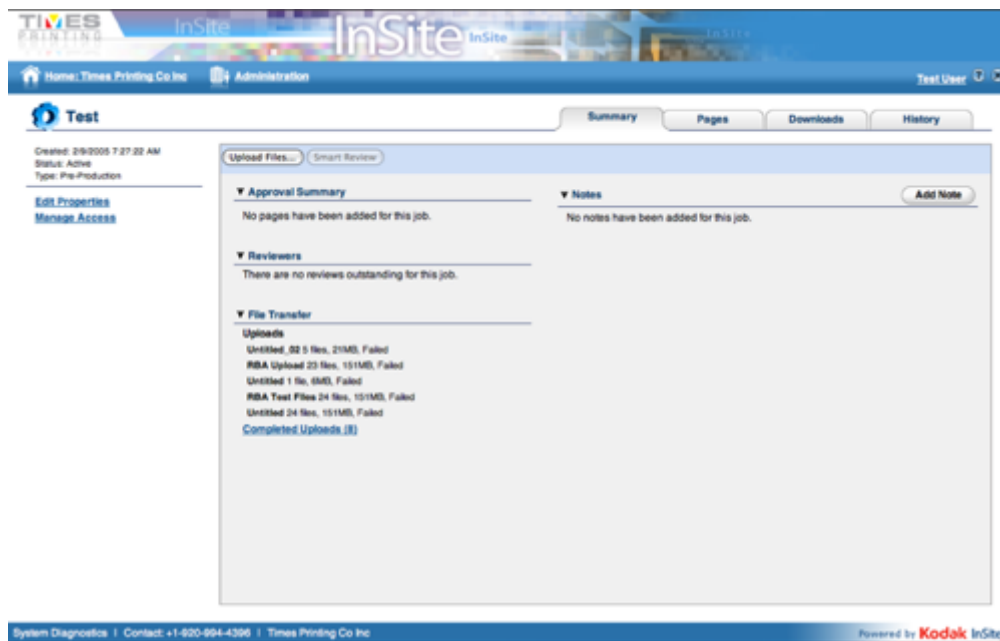 TIMES
PRINTING
InSite
InSite
InSite
InSite
Home: Times Printing Co Inc
Administration
Test User
Test
Summary
Pages
Downloads
History
Created: 2/9/2005 7:27:22 AM
Status: Active
Type: Pre-Production
Edit Properties
Manage Access
Upload Files...
Smart Review
Approval Summary
No pages have been added for this job.
Notes
Add Note
No notes have been added for this job.
Reviewers
There are no reviews outstanding for this job.
File Transfer
Uploads
Untitled_02 5 files, 21MB, Failed
RBA Upload 23 files, 151MB, Failed
Untitled 1 file, 6MB, Failed
RBA Test Files 24 files, 151MB, Failed
Untitled 24 files, 151MB, Failed
Completed Uploads (8)
System Diagnostics | Contact: +1-920-994-4396 | Times Printing Co Inc
Powered by Kodak InSite